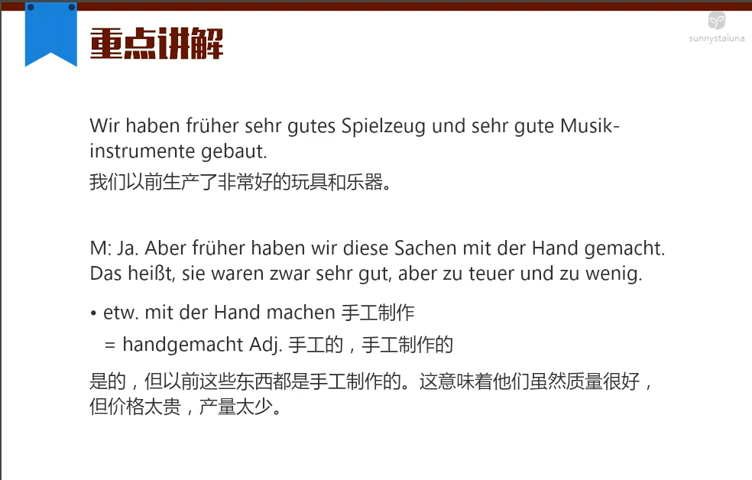 重点讲解
sunnystaluna
Wir haben früher sehr gutes Spielzeug und sehr gute Musik-
instrumente gebaut.
我们以前生产了非常好的玩具和乐器。
M: Ja. Aber früher haben wir diese Sachen mit der Hand gemacht.
Das heißt, sie waren zwar sehr gut, aber zu teuer und zu wenig.
• etw. mit der Hand machen 手工制作
= handgemacht Adj. 手工的，手工制作的
是的，但以前这些东西都是手工制作的。这意味着他们虽然质量很好，
但价格太贵，产量太少。